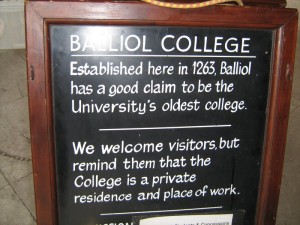 BALLIOL COLLEGE
Established here in 1263, Balliol
has a good claim to be the
University's oldest college.
We welcome visitors, but
remind them that the
College is a private
residence and place of work.